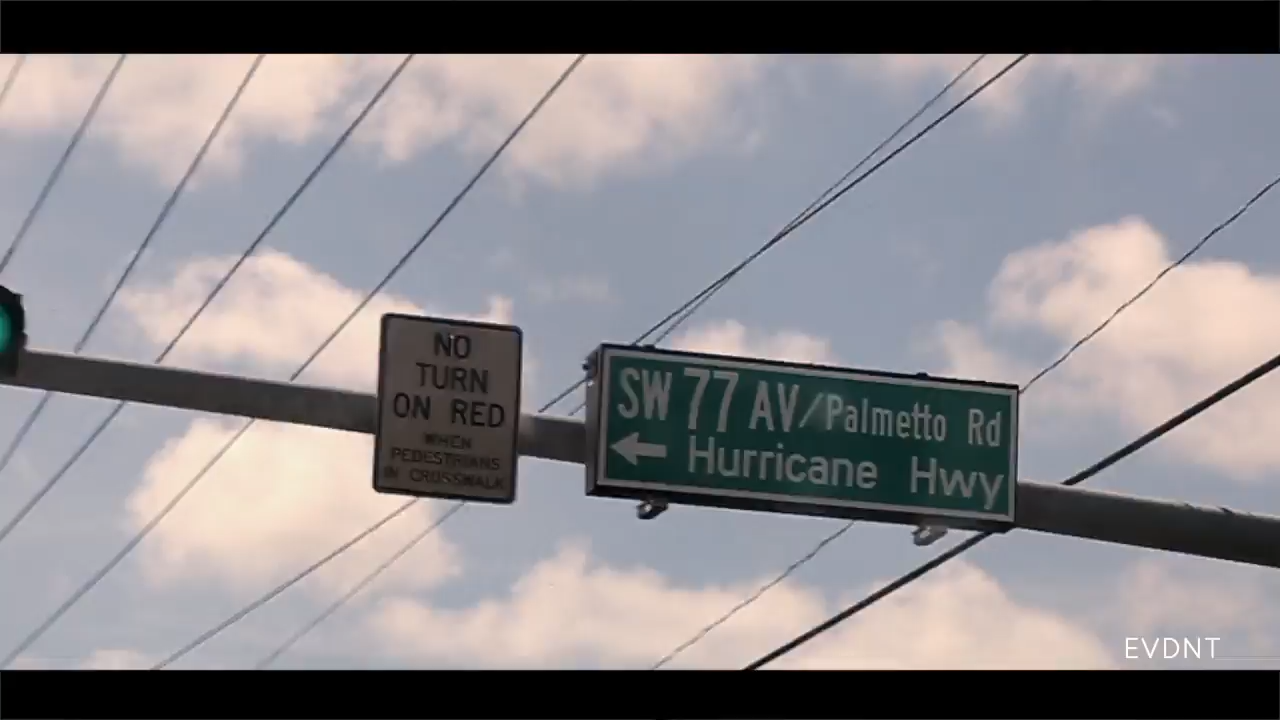 NO
TURN
ON RED
WHEN
PEDESTRIANS
IN CROSSWALK
SW 77 AV/Palmetto Rd
← Hurricane Hwy
EVDNT